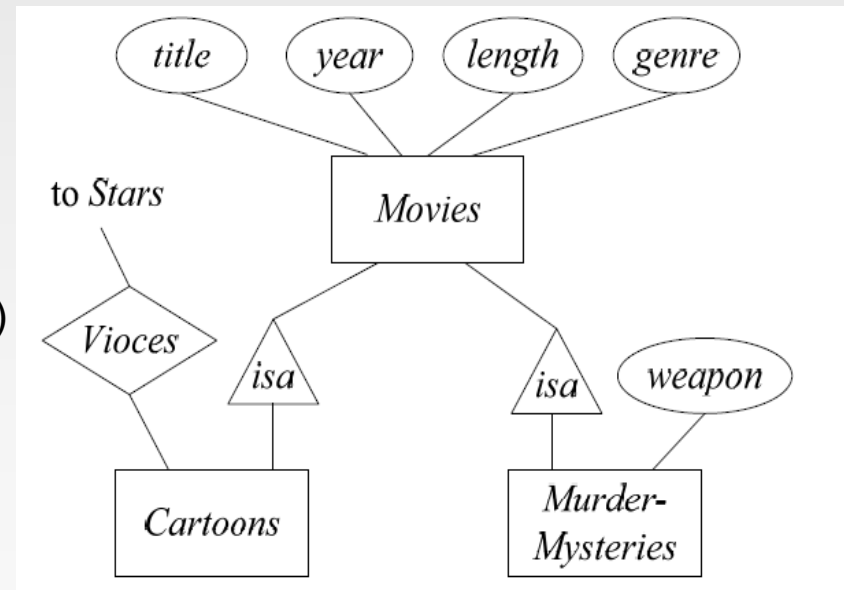 title
year
length
genre
to Stars
Movies
)
Vioces
isa
isa
weapon
Cartoons
Murder-
Mysteries